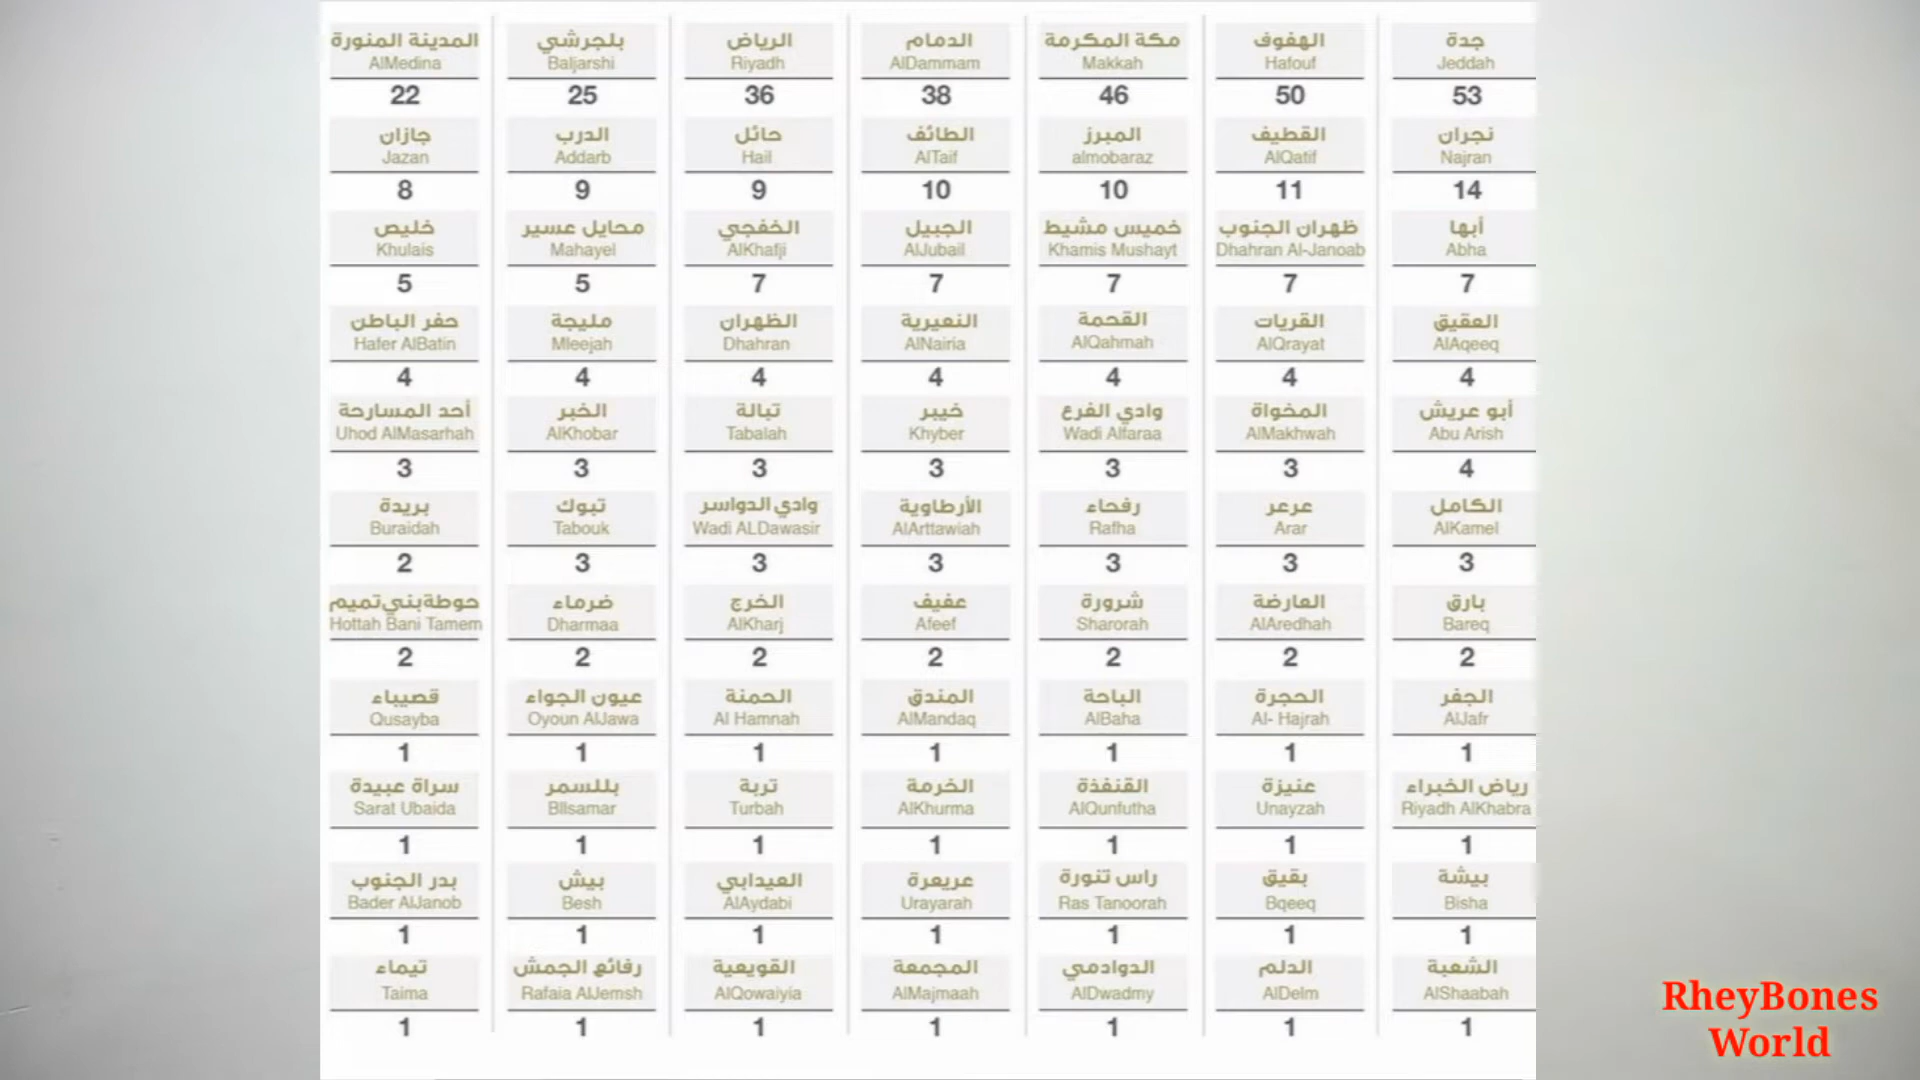 المدينة المنورة بلجرشي الرياض الدمام مكة المكرمة الهفوف جدة
AlMedina Baljarshi Riyadh AlDammam Makkah Hafouf Jeddah
22 25 36 38 46 50 53
جازان الدرب حائل الطائف المبرز القطيف نجران
Jazan Addarb Hail AlTaif almobaraz AlQatif Najran
8 9 9 10 10 11 14
خليص محايل عسير الخفجي الجبيل خميس مشيط ظهران الجنوب أبها
Khulais Mahayel AlKhafji AlJubail Khamis Mushayt Dhahran Al-Janoab Abha
5 5 7 7 7 7 7
حفر الباطن مليجة الظهران النعيرية القحمة القريات العقيق
Hafer AlBatin Mleejah Dhahran AlNairia AlQahmah AlQrayat AlAqeeq
4 4 4 4 4 4 4
أحد المسارحة الخبر تبالة خيبر وادي الفرع المخواة أبو عريش
Uhod AlMasarhah AlKhobar Tabalah Khyber Wadi Alfaraa AlMakhwah Abu Arish
3 3 3 3 3 3 4
بريدة تبوك وادي الدواسر الأرطاوية رفحاء عرعر الكامل
Buraidah Tabouk Wadi ALDawasir AlArttawiah Rafha Arar AlKamel
2 3 3 3 3 3 3
حوطة بني تميم ضرماء الخرج عفيف شرورة العارضة بارق
Hottah Bani Tamem Dharmaa AlKharj Afeef Sharorah AlAredhah Bareq
2 2 2 2 2 2 2
قصيباء عيون الجواء الحمنة المندق الباحة الحجرة الجفر
Qusayba Oyoun AlJawa Al Hamnah AlMandaq AlBaha Al- Hajrah AlJafr
1 1 1 1 1 1 1
سراة عبيدة بللسمر تربة الخرمة القنفذة عنيزة رياض الخبراء
Sarat Ubaida Bllsamar Turbah AlKhurma AlQunfutha Unayzah Riyadh AlKhabra
1 1 1 1 1 1 1
بدر الجنوب بيش العيدابي عريعرة راس تنورة بقيق بيشة
Bader AlJanob Besh AlAydabi Urayarah Ras Tanoorah Bqeeq Bisha
1 1 1 1 1 1 1
تيماء رفائع الجمش القويعية المجمعة الدوادمي الدلم الشعبة
Taima Rafaia AlJemsh AlQowaiyia AlMajmaah AlDwadmy AlDelm AlShaabah
1 1 1 1 1 1 1
RheyBones
World